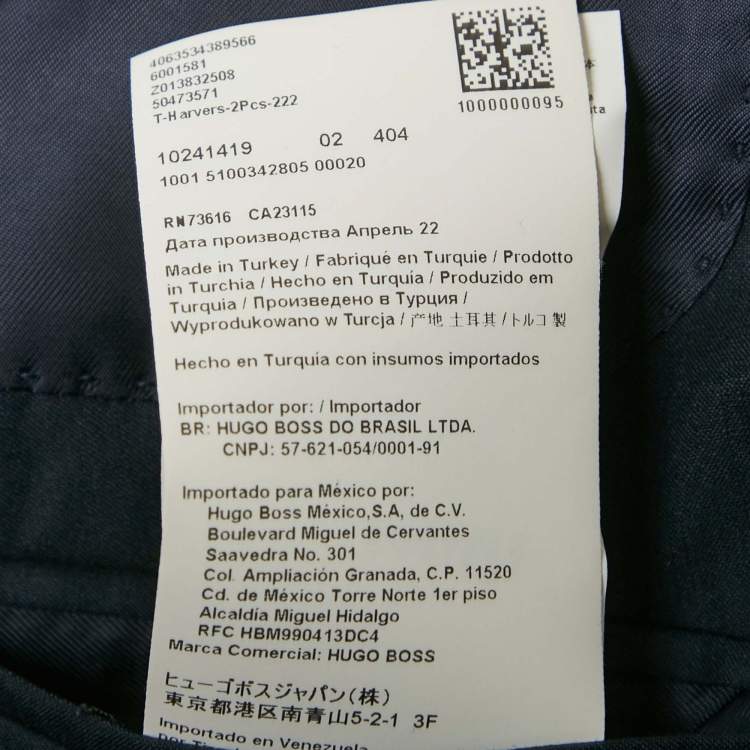 4063534389566
6001581
Z013832508
50473571
T-Harvers-2Pcs-222
1000000095
10241419 02 404
1001 5100342805 00020
RN73616 CA23115
Дата производства Апрель 22
Made in Turkey / Fabriqué en Turquie / Prodotto
in Turchia / Hecho en Turquía / Produzido em
Turquia / Произведено в Турция /
Wyprodukowano w Turcja / 产地 土耳其 / トルコ 製
Hecho en Turquía con insumos importados
Importador por: / Importador
BR: HUGO BOSS DO BRASIL LTDA.
CNPJ: 57-621-054/0001-91
Importado para México por:
Hugo Boss México,S.A, de C.V.
Boulevard Miguel de Cervantes
Saavedra No. 301
Col. Ampliación Granada, C.P. 11520
Cd. de México Torre Norte 1er piso
Alcaldía Miguel Hidalgo
RFC HBM990413DC4
Marca Comercial: HUGO BOSS
ヒューゴボスジャパン(株)
東京都港区南青山5-2-1 3F
Importado en Venezuela